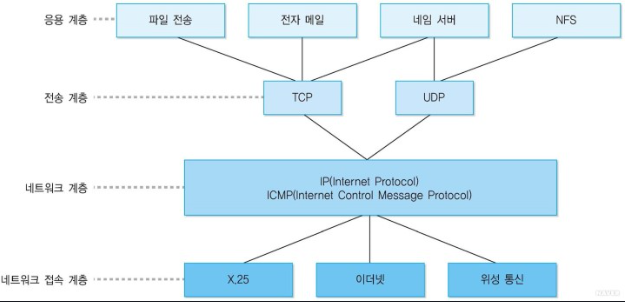 응용 계층 파일 전송 전자 메일 네임 서버 NFS
전송 계층 TCP UDP
네트워크 계층
IP(Internet Protocol)
ICMP(Internet Control Message Protocol)
네트워크 접속 계층 X.25 이더넷 위성 통신